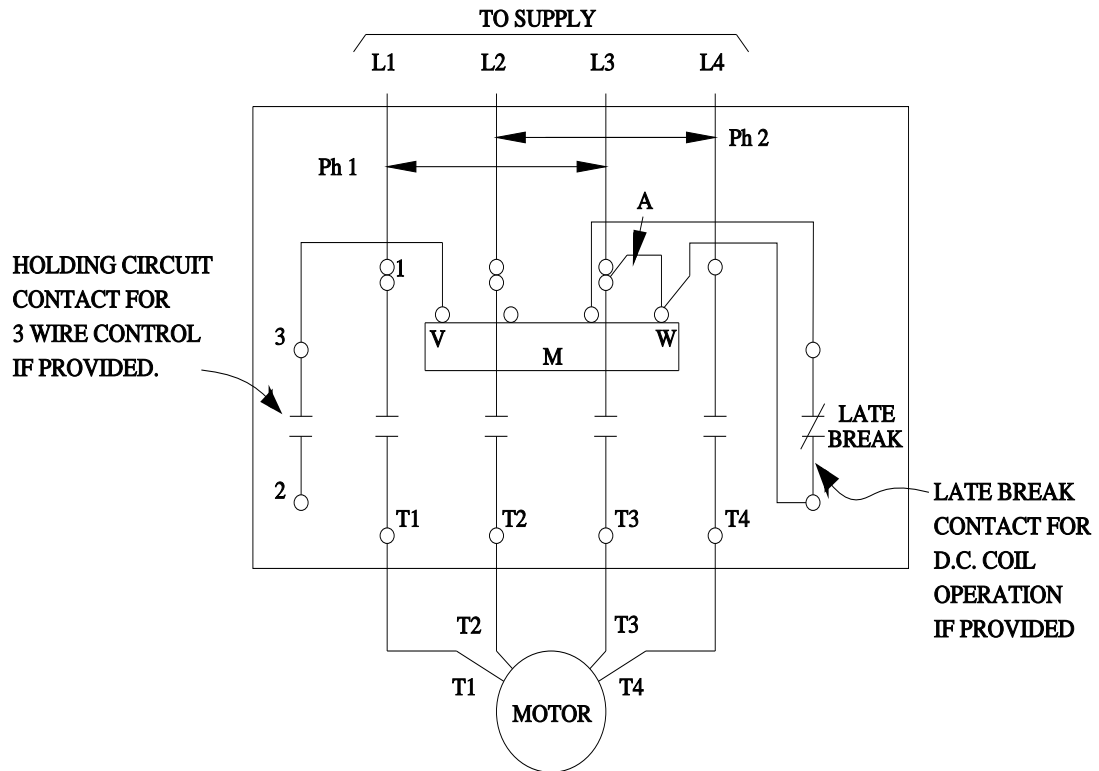 TO SUPPLY
L1 L2 L3 L4
Ph 2
Ph 1
A
HOLDING CIRCUIT
CONTACT FOR
3 WIRE CONTROL
IF PROVIDED.
1
3
V
W
M
LATE
BREAK
2
T1 T2 T3 T4
LATE BREAK
CONTACT FOR
D.C. COIL
OPERATION
IF PROVIDED
T2 T3
T1 T4
MOTOR